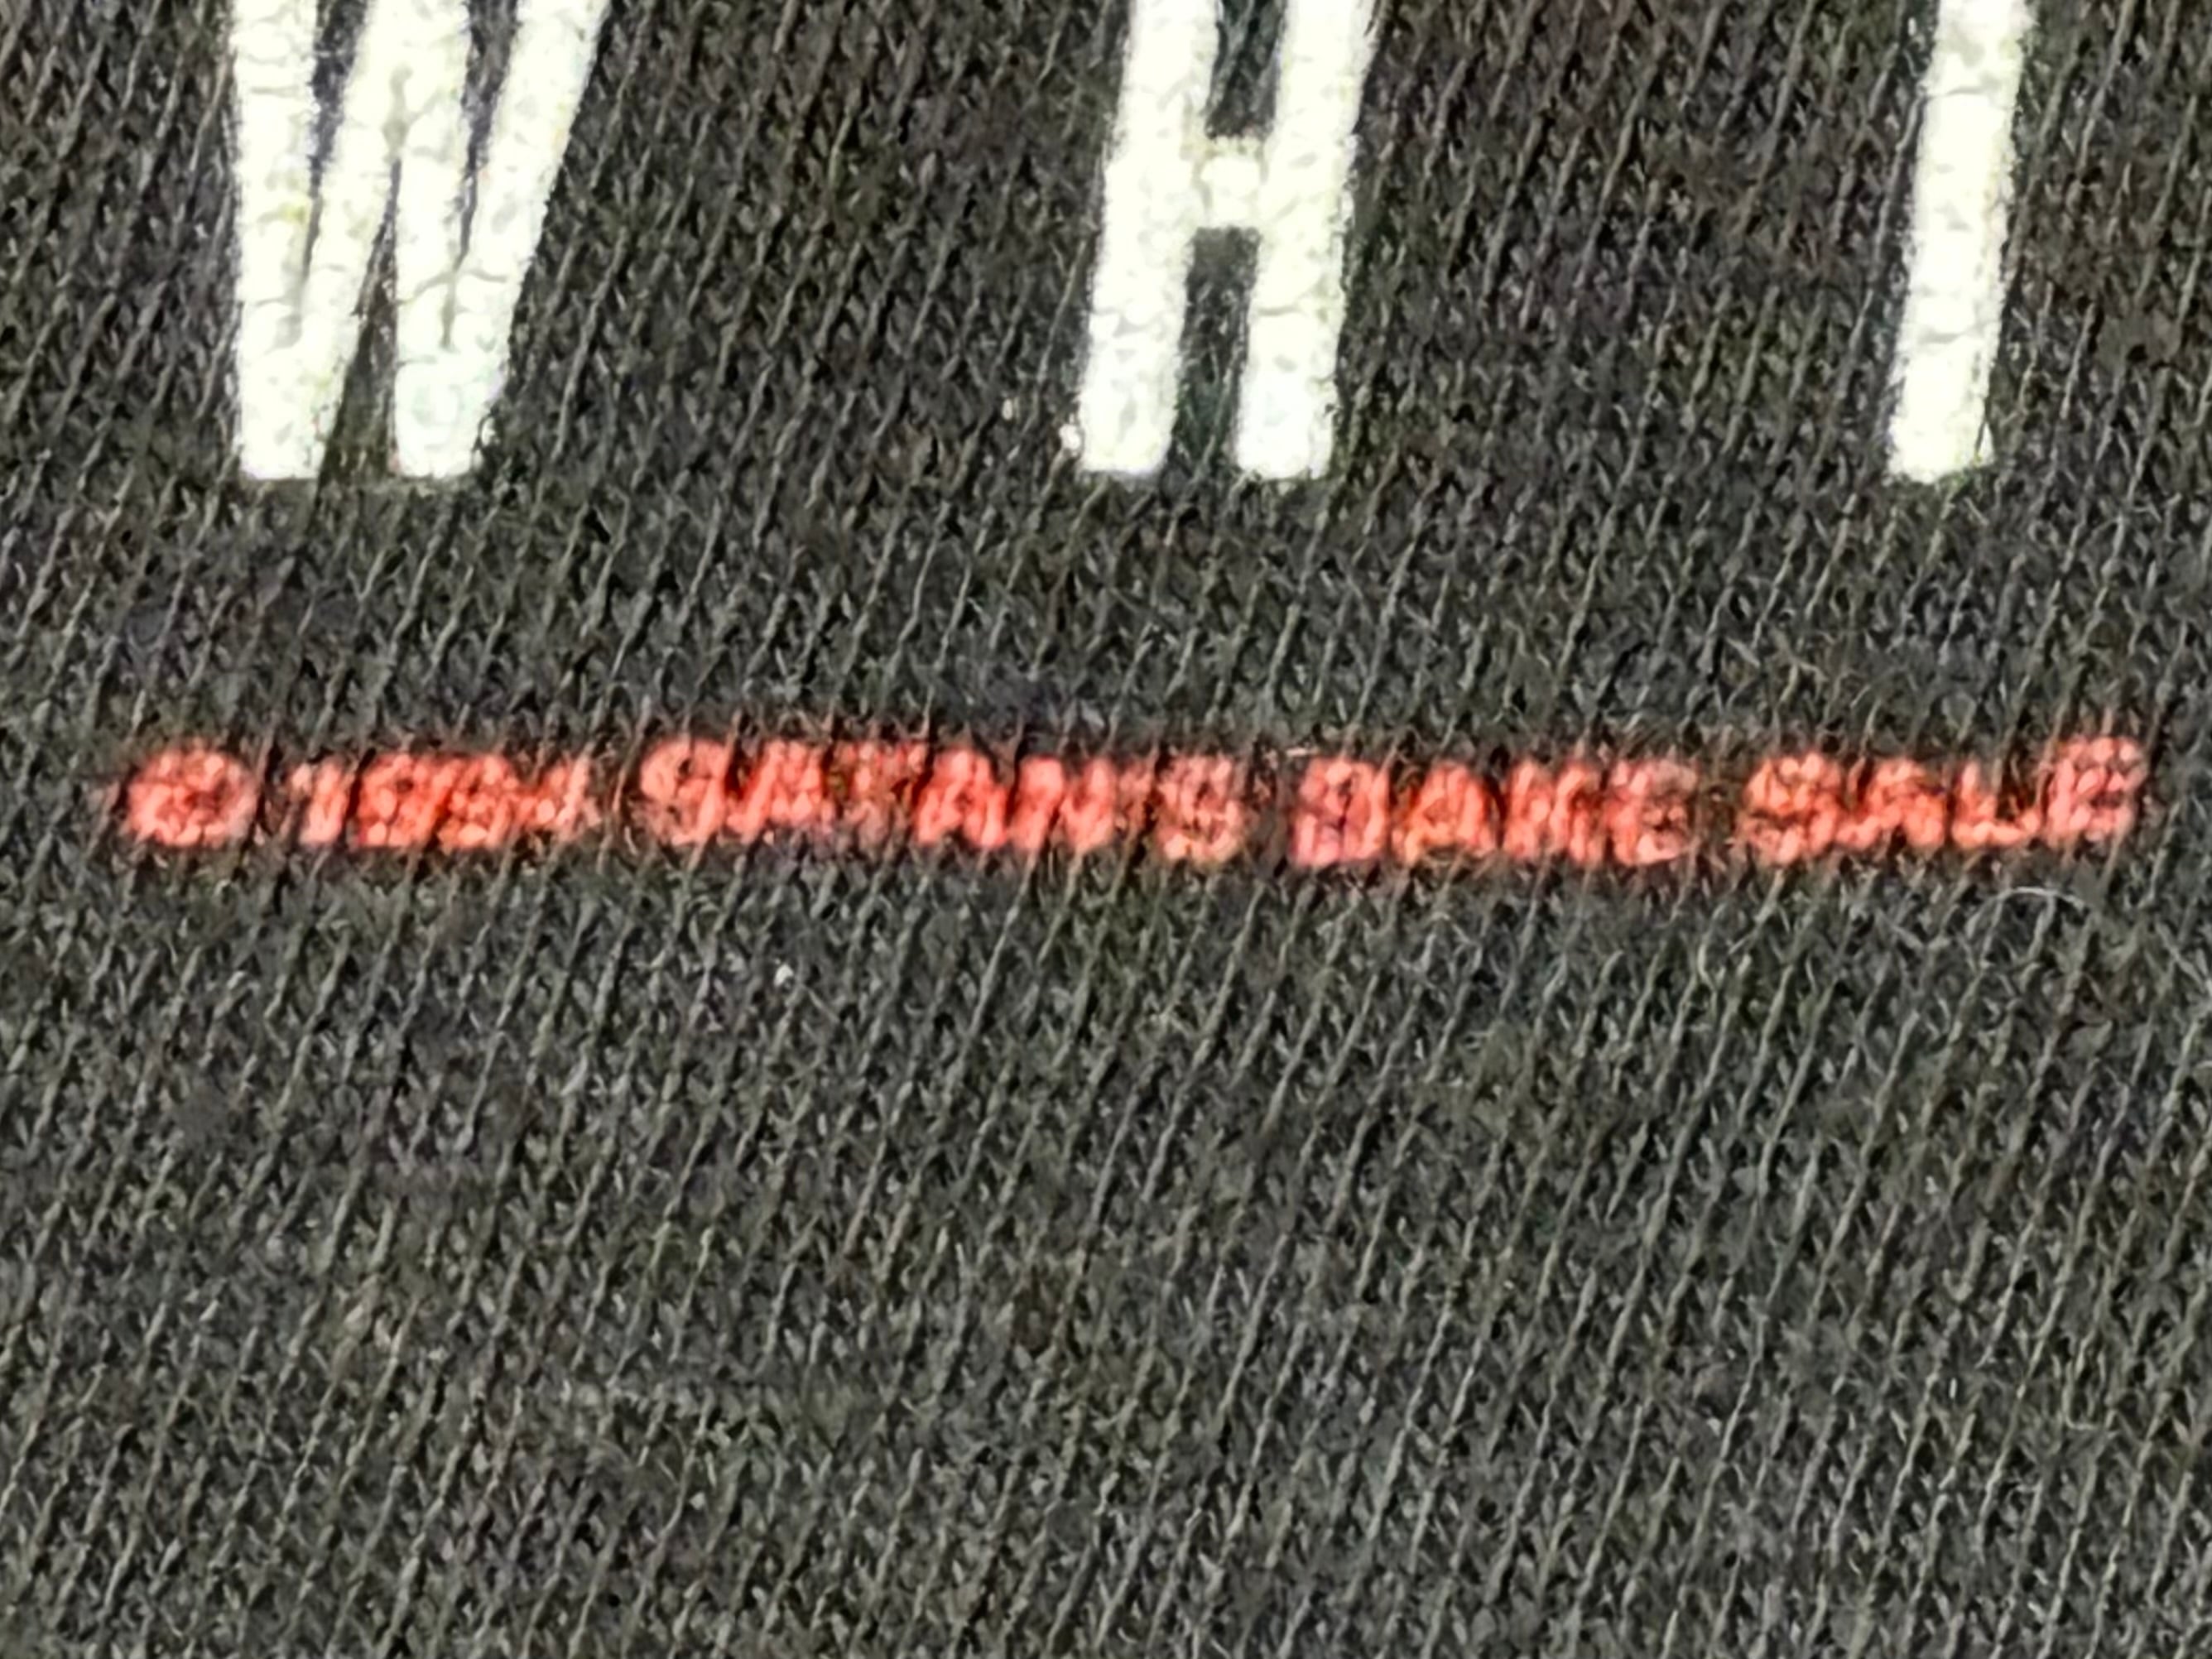 W H I
© 1994 SATAN'S BAKE SALE